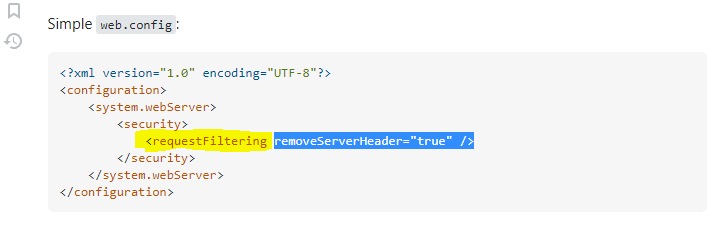 Simple web.config:
<?xml version="1.0" encoding="UTF-8"?>
<configuration>
    <system.webServer>
        <security>
            <requestFiltering removeServerHeader="true" />
        </security>
    </system.webServer>
</configuration>